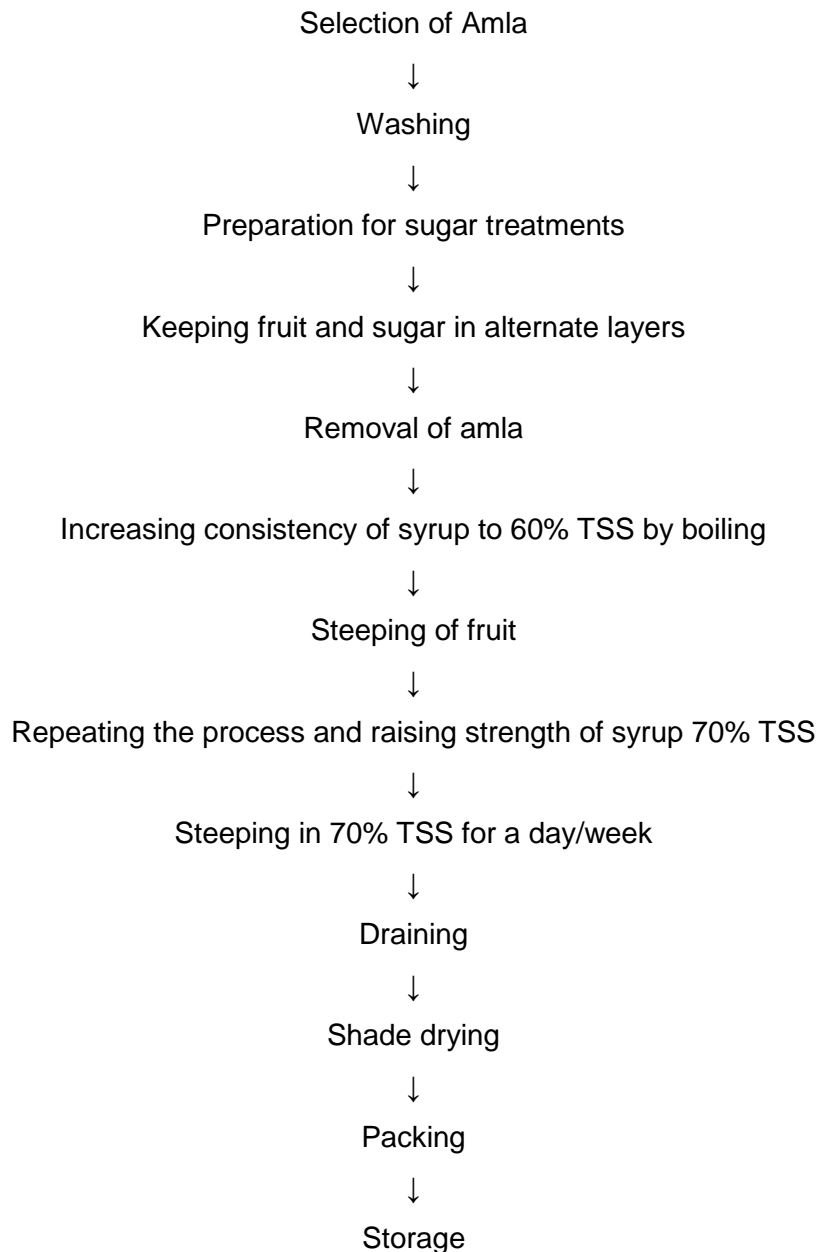 Selection of Amla
↓
Washing
↓
Preparation for sugar treatments
↓
Keeping fruit and sugar in alternate layers
↓
Removal of amla
↓
Increasing consistency of syrup to 60% TSS by boiling
↓
Steeping of fruit
↓
Repeating the process and raising strength of syrup 70% TSS
↓
Steeping in 70% TSS for a day/week
↓
Draining
↓
Shade drying
↓
Packing
↓
Storage